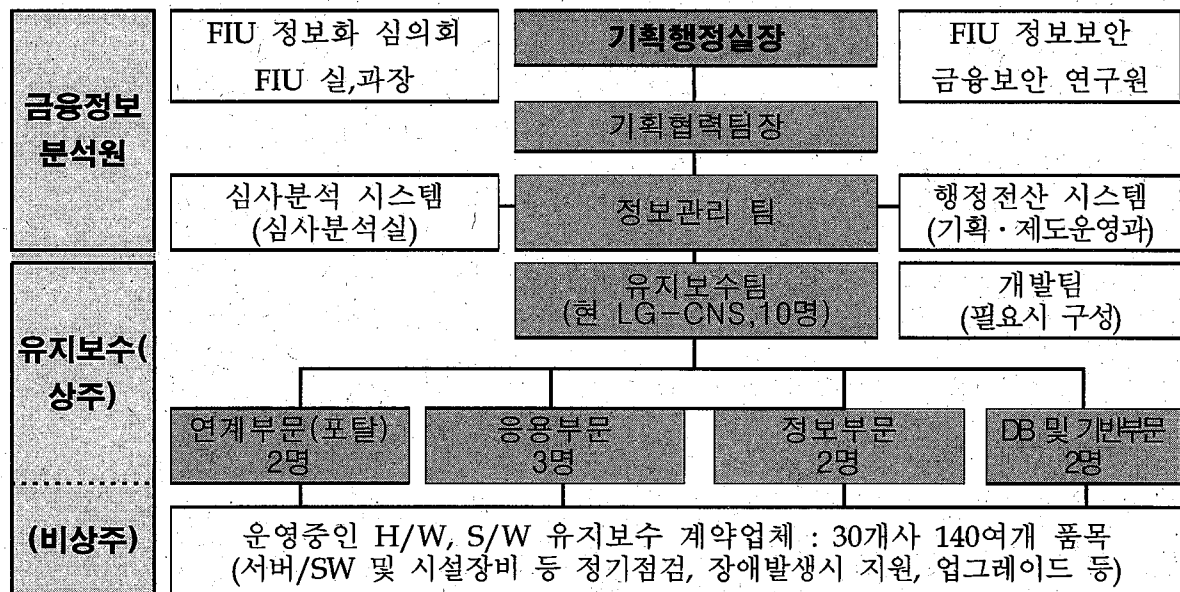 금융정보
분석원
FIU 정보화 심의회
FIU 실,과장
기획행정실장
FIU 정보보안
금융보안 연구원
기획협력팀장
심사분석 시스템
(심사분석실)
정보관리 팀
행정전산 시스템
(기획·제도운영과)
유지보수(
상주)
유지보수팀
(현 LG-CNS,10명)
개발팀
(필요시 구성)
연계부문(포탈)
2명
응용부문
3명
정보부문
2명
DB 및 기반부문
2명
(비상주)
운영중인 H/W, S/W 유지보수 계약업체 : 30개사 140여개 품목
(서버/SW 및 시설장비 등 정기점검, 장애발생시 지원, 업그레이드 등)